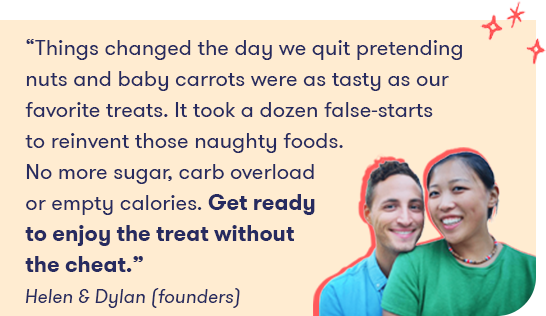 “Things changed the day we quit pretending
nuts and baby carrots were as tasty as our
favorite treats. It took a dozen false-starts
to reinvent those naughty foods.
No more sugar, carb overload
or empty calories. Get ready
to enjoy the treat without
the cheat.”
Helen & Dylan (founders)